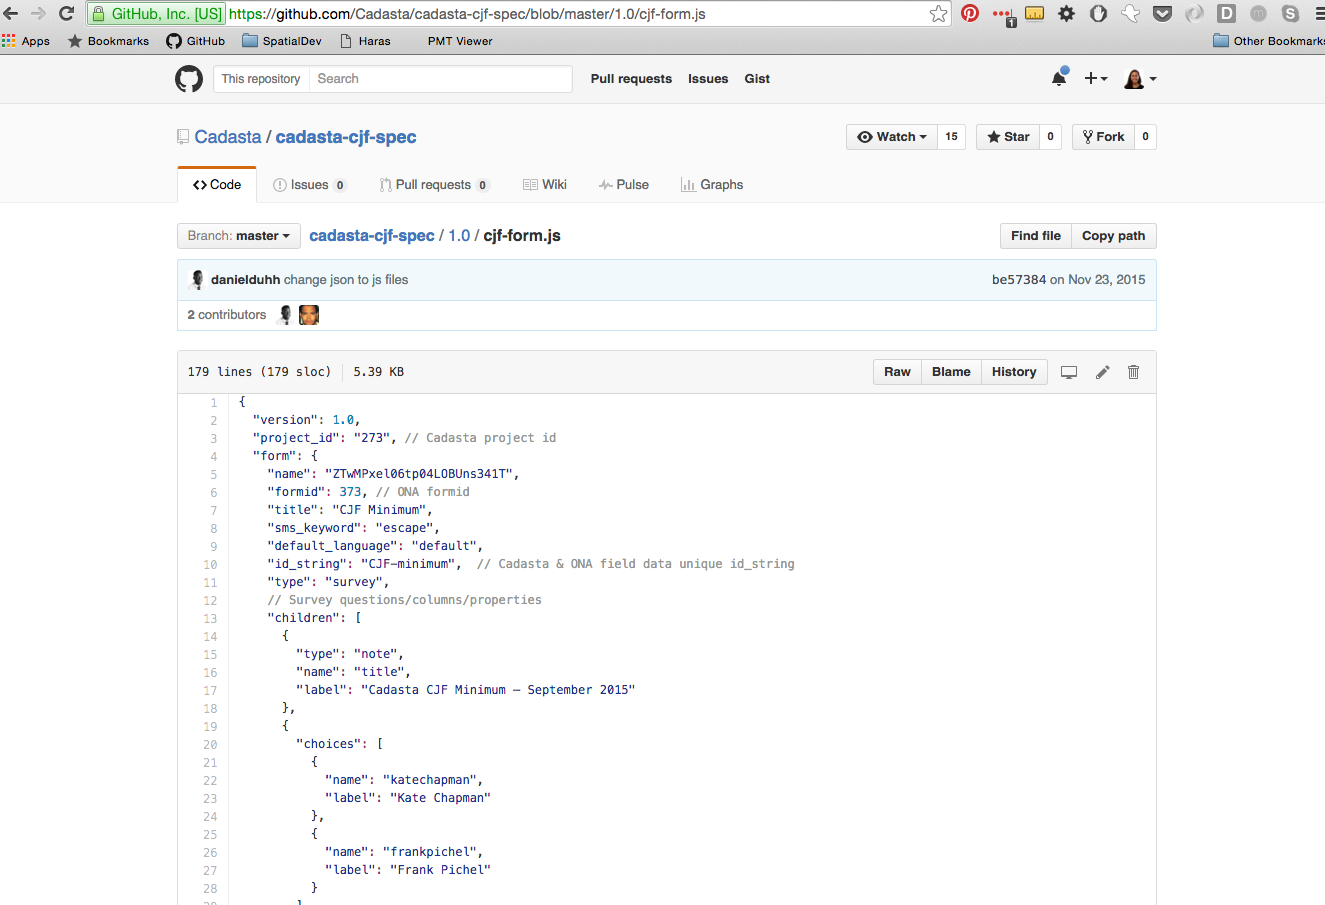 GitHub, Inc. [US] https://github.com/Cadasta/cadasta-cjf-spec/blob/master/1.0/cjf-form.js
1
D
m
S
Apps Bookmarks GitHub SpatialDev Haras PMT Viewer Other Bookmarks
This repository Search Pull requests Issues Gist
Cadasta / cadasta-cjf-spec Watch 15 Star 0 Fork 0
Code Issues 0 Pull requests 0 Wiki Pulse Graphs
Branch: master cadasta-cjf-spec / 1.0 / cjf-form.js Find file Copy path
danielduhh change json to js files be57384 on Nov 23, 2015
2 contributors
179 lines (179 sloc) 5.39 KB Raw Blame History
1 {
2 "version": 1.0,
3 "project_id": "273", // Cadasta project id
4 "form": {
5 "name": "ZTwMPxel06tp04LOBUns341T",
6 "formid": 373, // ONA formid
7 "title": "CJF Minimum",
8 "sms_keyword": "escape",
9 "default_language": "default",
10 "id_string": "CJF-minimum", // Cadasta & ONA field data unique id_string
11 "type": "survey",
12 // Survey questions/columns/properties
13 "children": [
14 {
15 "type": "note",
16 "name": "title",
17 "label": "Cadasta CJF Minimum – September 2015"
18 },
19 {
20 "choices": [
21 {
22 "name": "katechapman",
23 "label": "Kate Chapman"
24 },
25 {
26 "name": "frankpichel",
27 "label": "Frank Pichel"
28 }